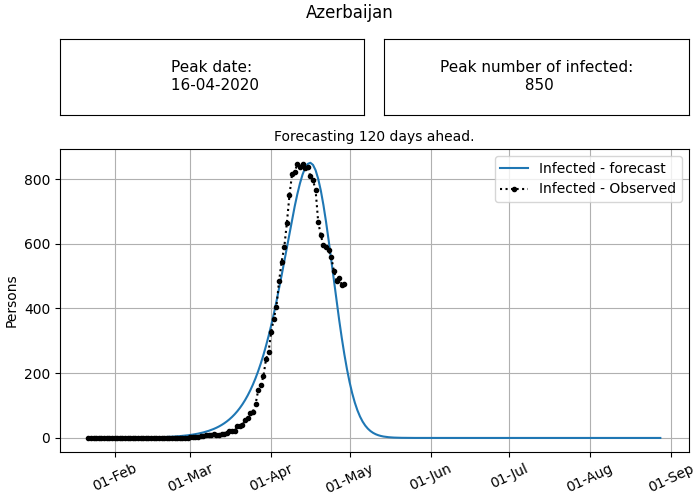 Azerbaijan
Peak date:
16-04-2020
Peak number of infected:
850
Forecasting 120 days ahead.
Infected - forecast
Infected - Observed
Persons
800
600
400
200
0
01-Feb
01-Mar
01-Apr
01-May
01-Jun
01-Jul
01-Aug
01-Sep